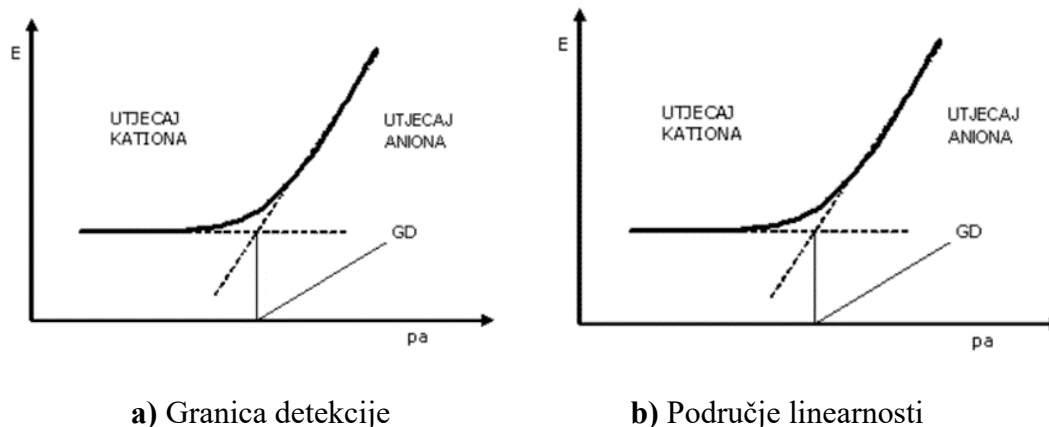 E
UTJECAJ
KATIONA
UTJECAJ
ANIONA
GD
pa
a) Granica detekcije
E
UTJECAJ
KATIONA
UTJECAJ
ANIONA
GD
pa
b) Područje linearnosti